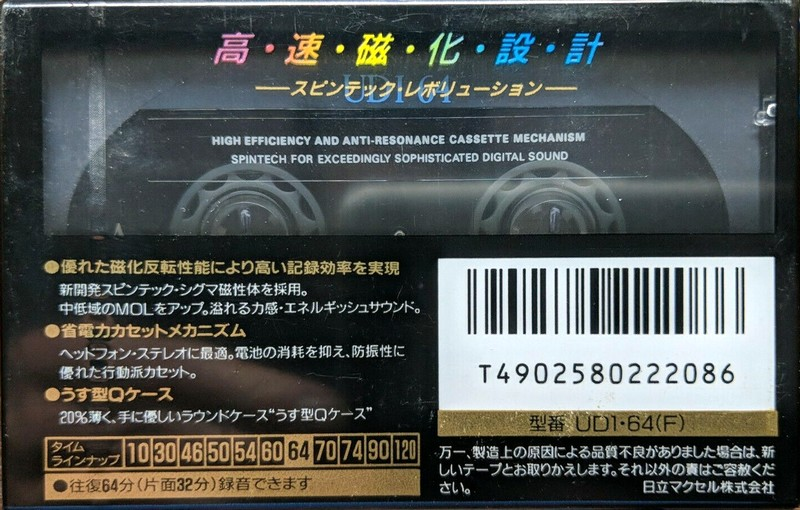 高・速・磁・化・設・計
スピンテック・レボリューション
UDI・64
HIGH EFFICIENCY AND ANTI-RESONANCE CASSETTE MECHANISM
SPINTECH FOR EXCEEDINGLY SOPHISTICATED DIGITAL SOUND
A
●優れた磁化反転性能により高い記録効率を実現
新開発スピンテック・シグマ磁性体を採用。
中低域のMOLをアップ。溢れる力感・エネルギッシュサウンド。
●省電力カセットメカニズム
ヘッドフォン・ステレオに最適。電池の消耗を抑え、防振性に
優れた行動派カセット。
●うす型Qケース
20%薄く、手に優しいラウンドケース“うす型Qケース”
タイム
ラインナップ 10 30 46 50 54 60 64 70 74 90 120
●往復64分(片面32分)録音できます
T4902580222086
型番 UD1・64(F)
万一、製造上の原因による品質不良がありました場合は、新
しいテープとお取りかえします。それ以外の責はご容赦くだ
さい。 日立マクセル株式会社